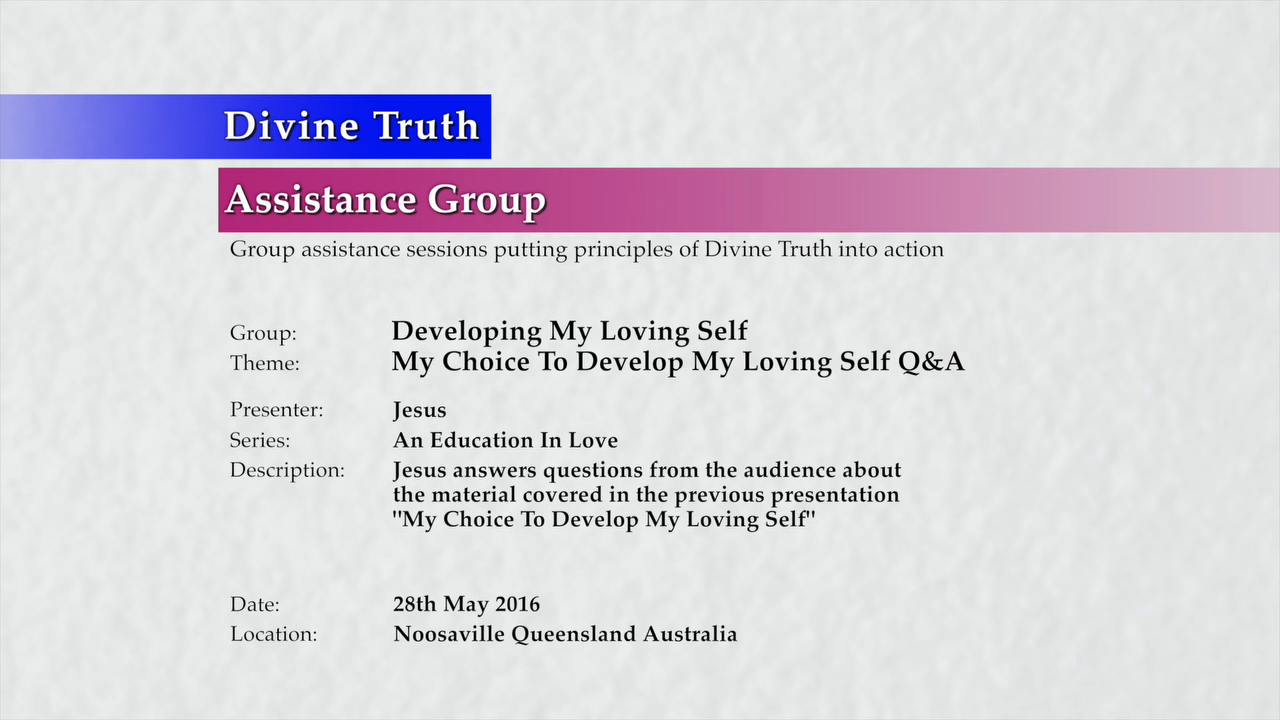 Divine Truth
Assistance Group
Group assistance sessions putting principles of Divine Truth into action
Group: Developing My Loving Self
Theme: My Choice To Develop My Loving Self Q&A
Presenter: Jesus
Series: An Education In Love
Description: Jesus answers questions from the audience about
the material covered in the previous presentation
"My Choice To Develop My Loving Self"
Date: 28th May 2016
Location: Noosaville Queensland Australia